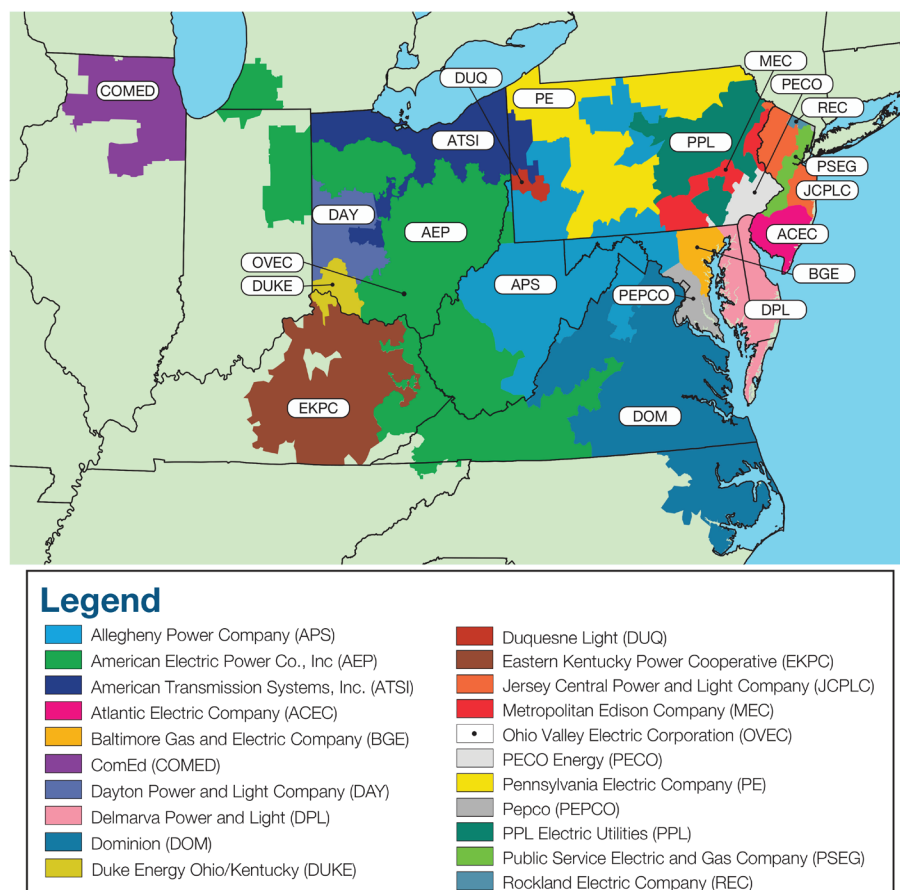 MEC
DUQ
PECO
COMED
PE
REC
ATSI
PPL
PSEG
JCPLC
DAY
AEP
ACEC
OVEC
BGE
DUKE
APS
PEPCO
DPL
EKPC
DOM
Legend
Allegheny Power Company (APS)
American Electric Power Co., Inc (AEP)
American Transmission Systems, Inc. (ATSI)
Atlantic Electric Company (ACEC)
Baltimore Gas and Electric Company (BGE)
ComEd (COMED)
Dayton Power and Light Company (DAY)
Delmarva Power and Light (DPL)
Dominion (DOM)
Duke Energy Ohio/Kentucky (DUKE)
Duquesne Light (DUQ)
Eastern Kentucky Power Cooperative (EKPC)
Jersey Central Power and Light Company (JCPLC)
Metropolitan Edison Company (MEC)
Ohio Valley Electric Corporation (OVEC)
PECO Energy (PECO)
Pennsylvania Electric Company (PE)
Pepco (PEPCO)
PPL Electric Utilities (PPL)
Public Service Electric and Gas Company (PSEG)
Rockland Electric Company (REC)